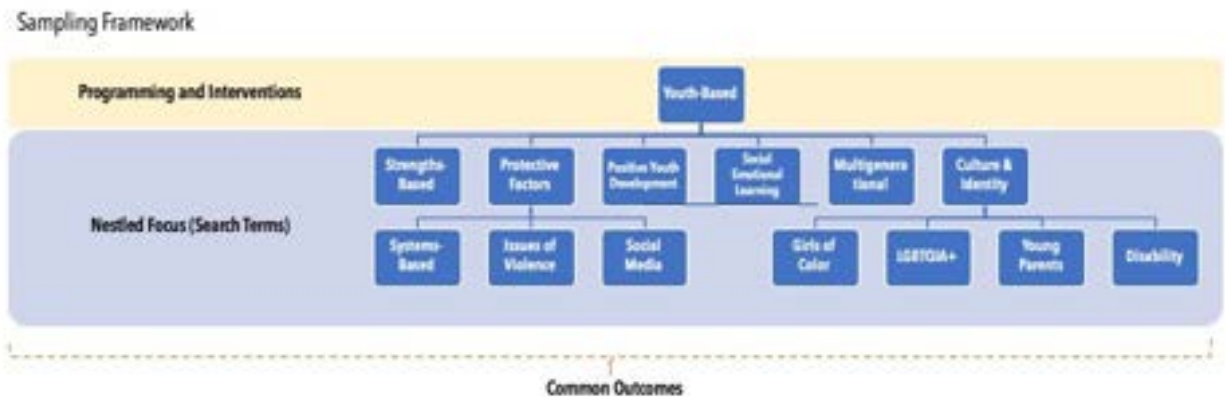 Sampling Framework
Programming and Interventions
Youth-Based
Strengths-
Based
Protective
Factors
Positive Youth
Development
Social
Emotional
Learning
Multigenera
tional
Culture &
Identity
Nestled Focus (Search Terms)
Systems-
Based
Issues of
Violence
Social
Media
Girls of
Color
LGBTQIA+
Young
Parents
Disability
Common Outcomes